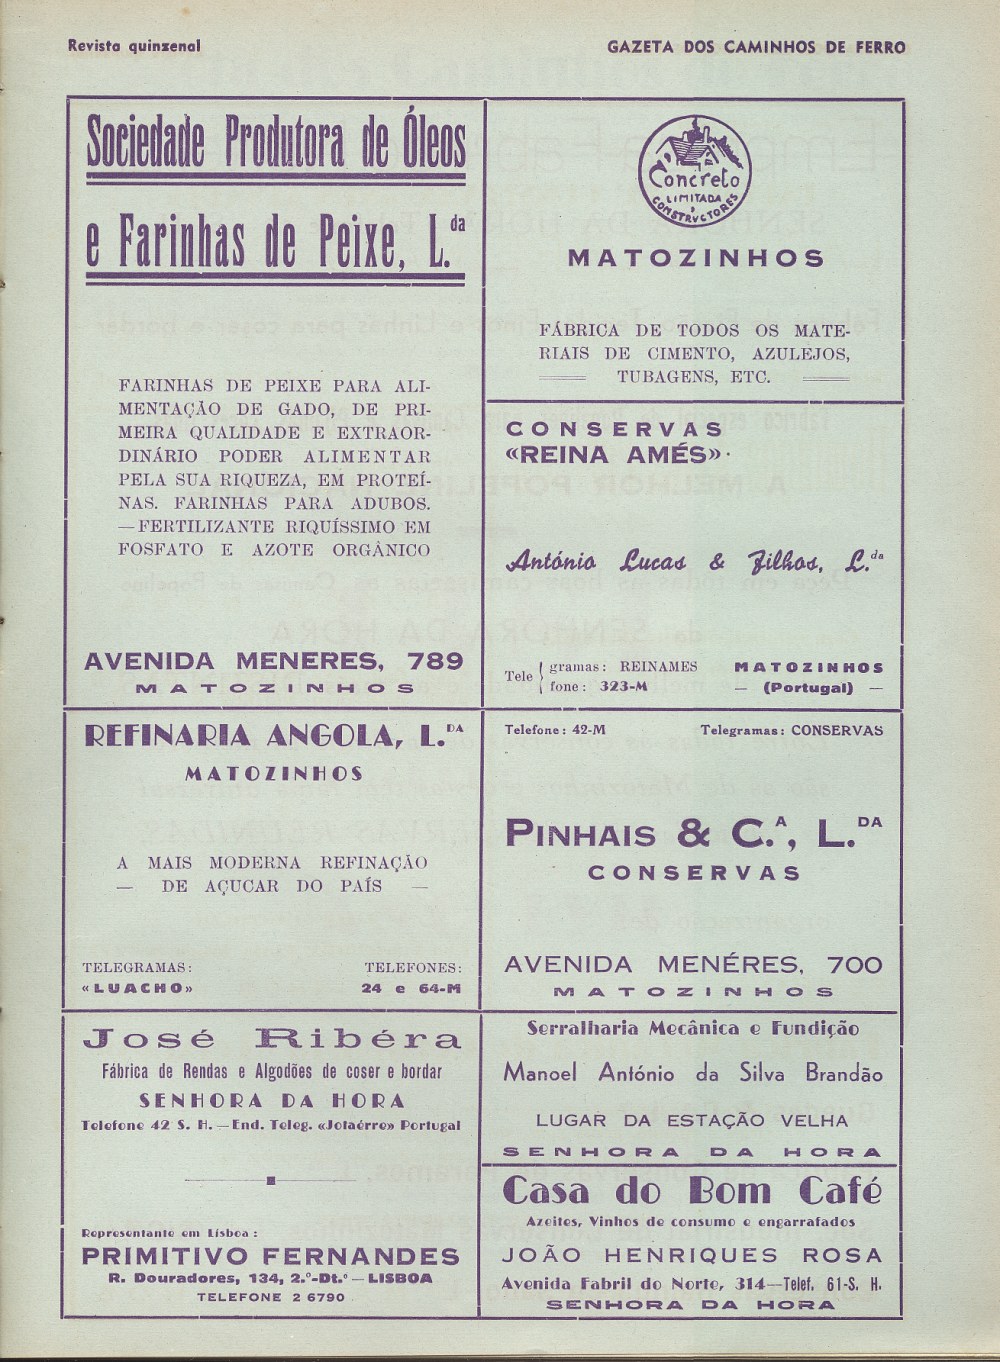 Revista quinzenal
GAZETA DOS CAMINHOS DE FERRO
Sociedade Produtora de Óleos
e Farinhas de Peixe, L.da
FARINHAS DE PEIXE PARA ALI-
MENTAÇÃO DE GADO, DE PRI-
MEIRA QUALIDADE E EXTRAOR-
DINÁRIO PODER ALIMENTAR
PELA SUA RIQUEZA, EM PROTEÍ-
NAS. FARINHAS PARA ADUBOS.
—FERTILIZANTE RIQUÍSSIMO EM
FOSFATO E AZOTE ORGÂNICO
AVENIDA MENERES, 789
MATOZINHOS
Concreto
LIMITADA
CONSTRUCTORES
MATOZINHOS
FÁBRICA DE TODOS OS MATE-
RIAIS DE CIMENTO, AZULEJOS,
TUBAGENS, ETC.
CONSERVAS
«REINA AMÉS»
António Lucas & Filhos, L.da
Tele { gramas: REINAMES
fone: 323-M
MATOZINHOS
— (Portugal) —
REFINARIA ANGOLA, L.DA
MATOZINHOS
A MAIS MODERNA REFINAÇÃO
— DE AÇUCAR DO PAÍS —
TELEGRAMAS:
«LUACHO»
TELEFONES:
24 e 64-M
Telefone: 42-M
Telegramas: CONSERVAS
PINHAIS & C.A, L.DA
CONSERVAS
AVENIDA MENÉRES, 700
MATOZINHOS
José Ribéra
Fábrica de Rendas e Algodões de coser e bordar
SENHORA DA HORA
Telefone 42 S. H. — End. Teleg. «Jotaérre» Portugal
Representante em Lisboa:
PRIMITIVO FERNANDES
R. Douradores, 134, 2.º-Dt.º — LISBOA
TELEFONE 2 6790
Serralharia Mecânica e Fundição
Manoel António da Silva Brandão
LUGAR DA ESTAÇÃO VELHA
SENHORA DA HORA
Casa do Bom Café
Azeites, Vinhos de consumo e engarrafados
JOÃO HENRIQUES ROSA
Avenida Fabril do Norte, 314—Telef. 61-S. H.
SENHORA DA HORA